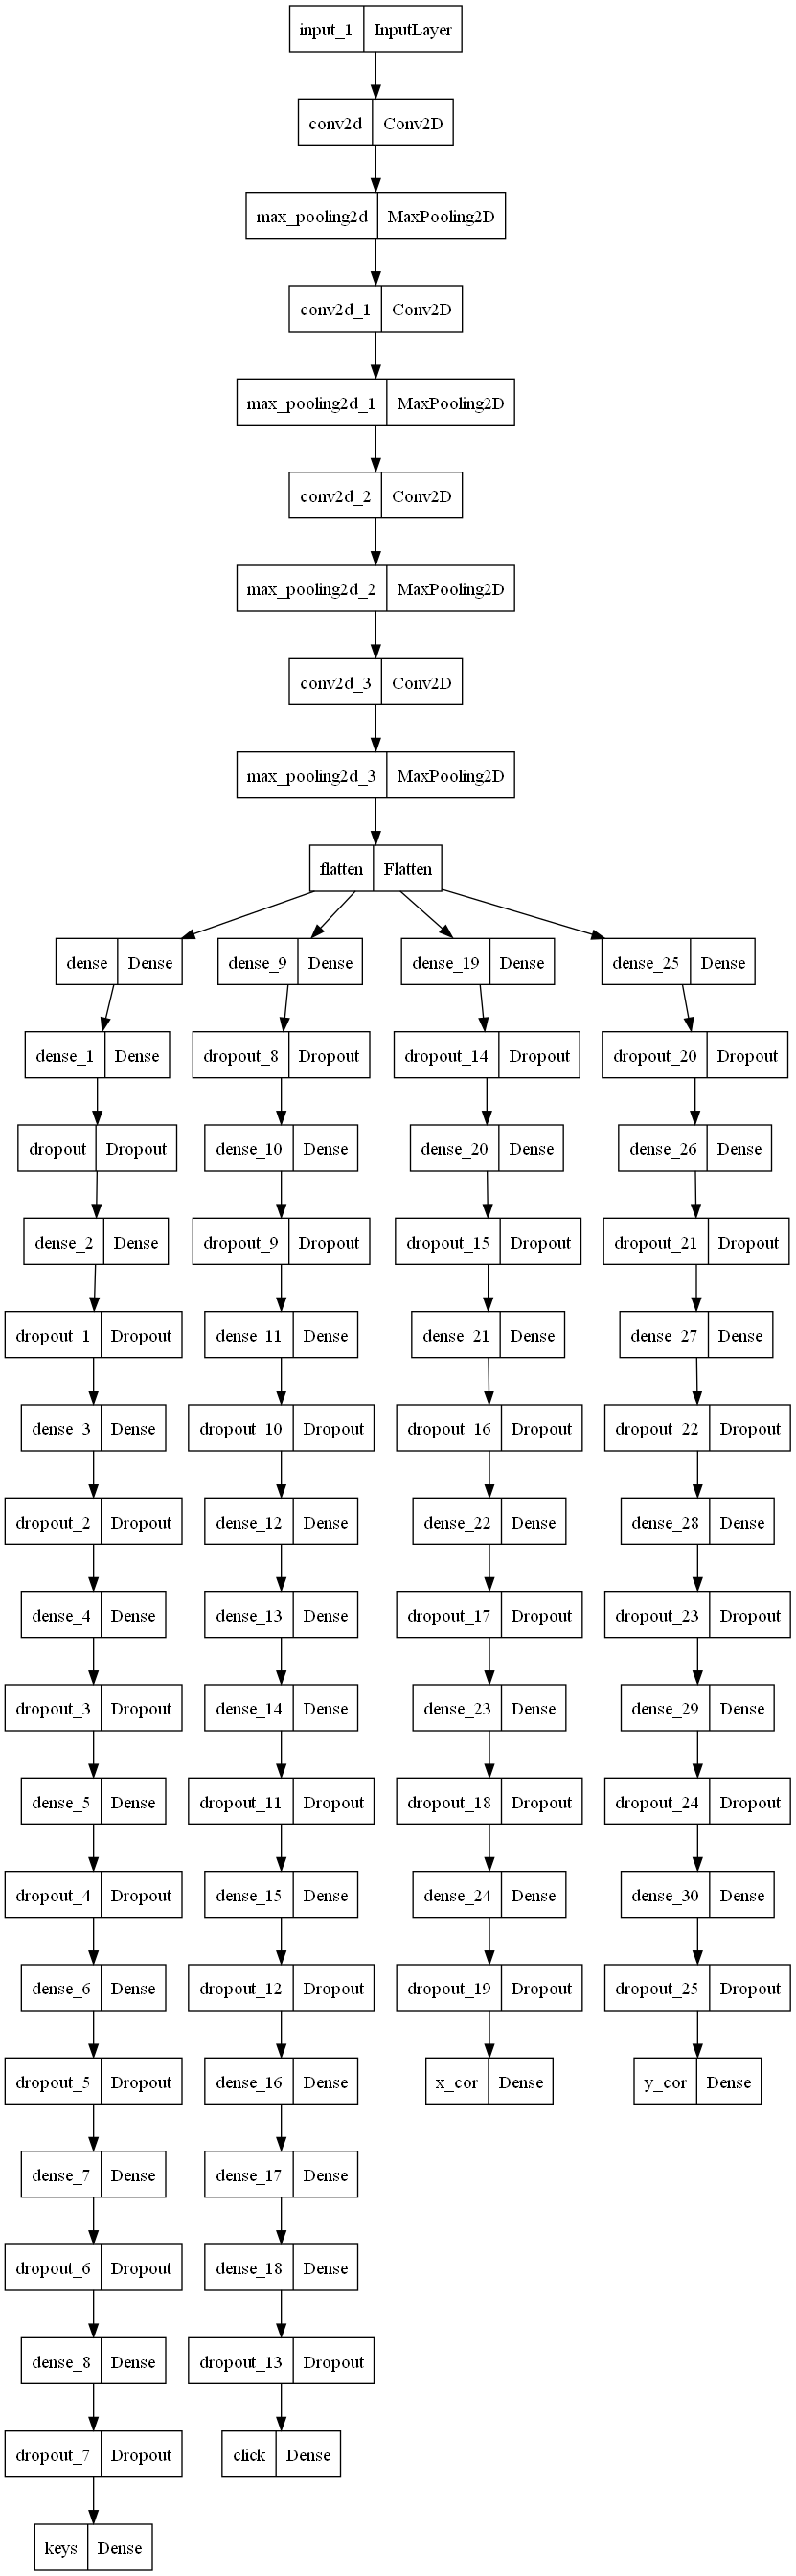 input_1 InputLayer
conv2d Conv2D
max_pooling2d MaxPooling2D
conv2d_1 Conv2D
max_pooling2d_1 MaxPooling2D
conv2d_2 Conv2D
max_pooling2d_2 MaxPooling2D
conv2d_3 Conv2D
max_pooling2d_3 MaxPooling2D
flatten Flatten
dense Dense dense_9 Dense dense_19 Dense dense_25 Dense
dense_1 Dense dropout_8 Dropout dropout_14 Dropout dropout_20 Dropout
dropout Dropout dense_10 Dense dense_20 Dense dense_26 Dense
dense_2 Dense dropout_9 Dropout dropout_15 Dropout dropout_21 Dropout
dropout_1 Dropout dense_11 Dense dense_21 Dense dense_27 Dense
dense_3 Dense dropout_10 Dropout dropout_16 Dropout dropout_22 Dropout
dropout_2 Dropout dense_12 Dense dense_22 Dense dense_28 Dense
dense_4 Dense dense_13 Dense dropout_17 Dropout dropout_23 Dropout
dropout_3 Dropout dense_14 Dense dense_23 Dense dense_29 Dense
dense_5 Dense dropout_11 Dropout dropout_18 Dropout dropout_24 Dropout
dropout_4 Dropout dense_15 Dense dense_24 Dense dense_30 Dense
dense_6 Dense dropout_12 Dropout dropout_19 Dropout dropout_25 Dropout
dropout_5 Dropout dense_16 Dense x_cor Dense y_cor Dense
dense_7 Dense dense_17 Dense
dropout_6 Dropout dense_18 Dense
dense_8 Dense dropout_13 Dropout
dropout_7 Dropout click Dense
keys Dense